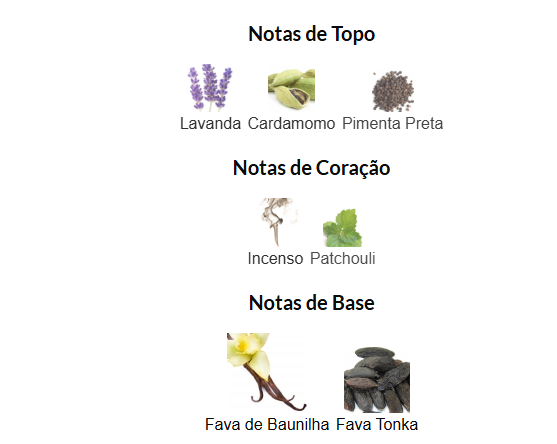 Notas de Topo
Lavanda Cardamomo Pimenta Preta
Notas de Coração
Incenso Patchouli
Notas de Base
Fava de Baunilha Fava Tonka